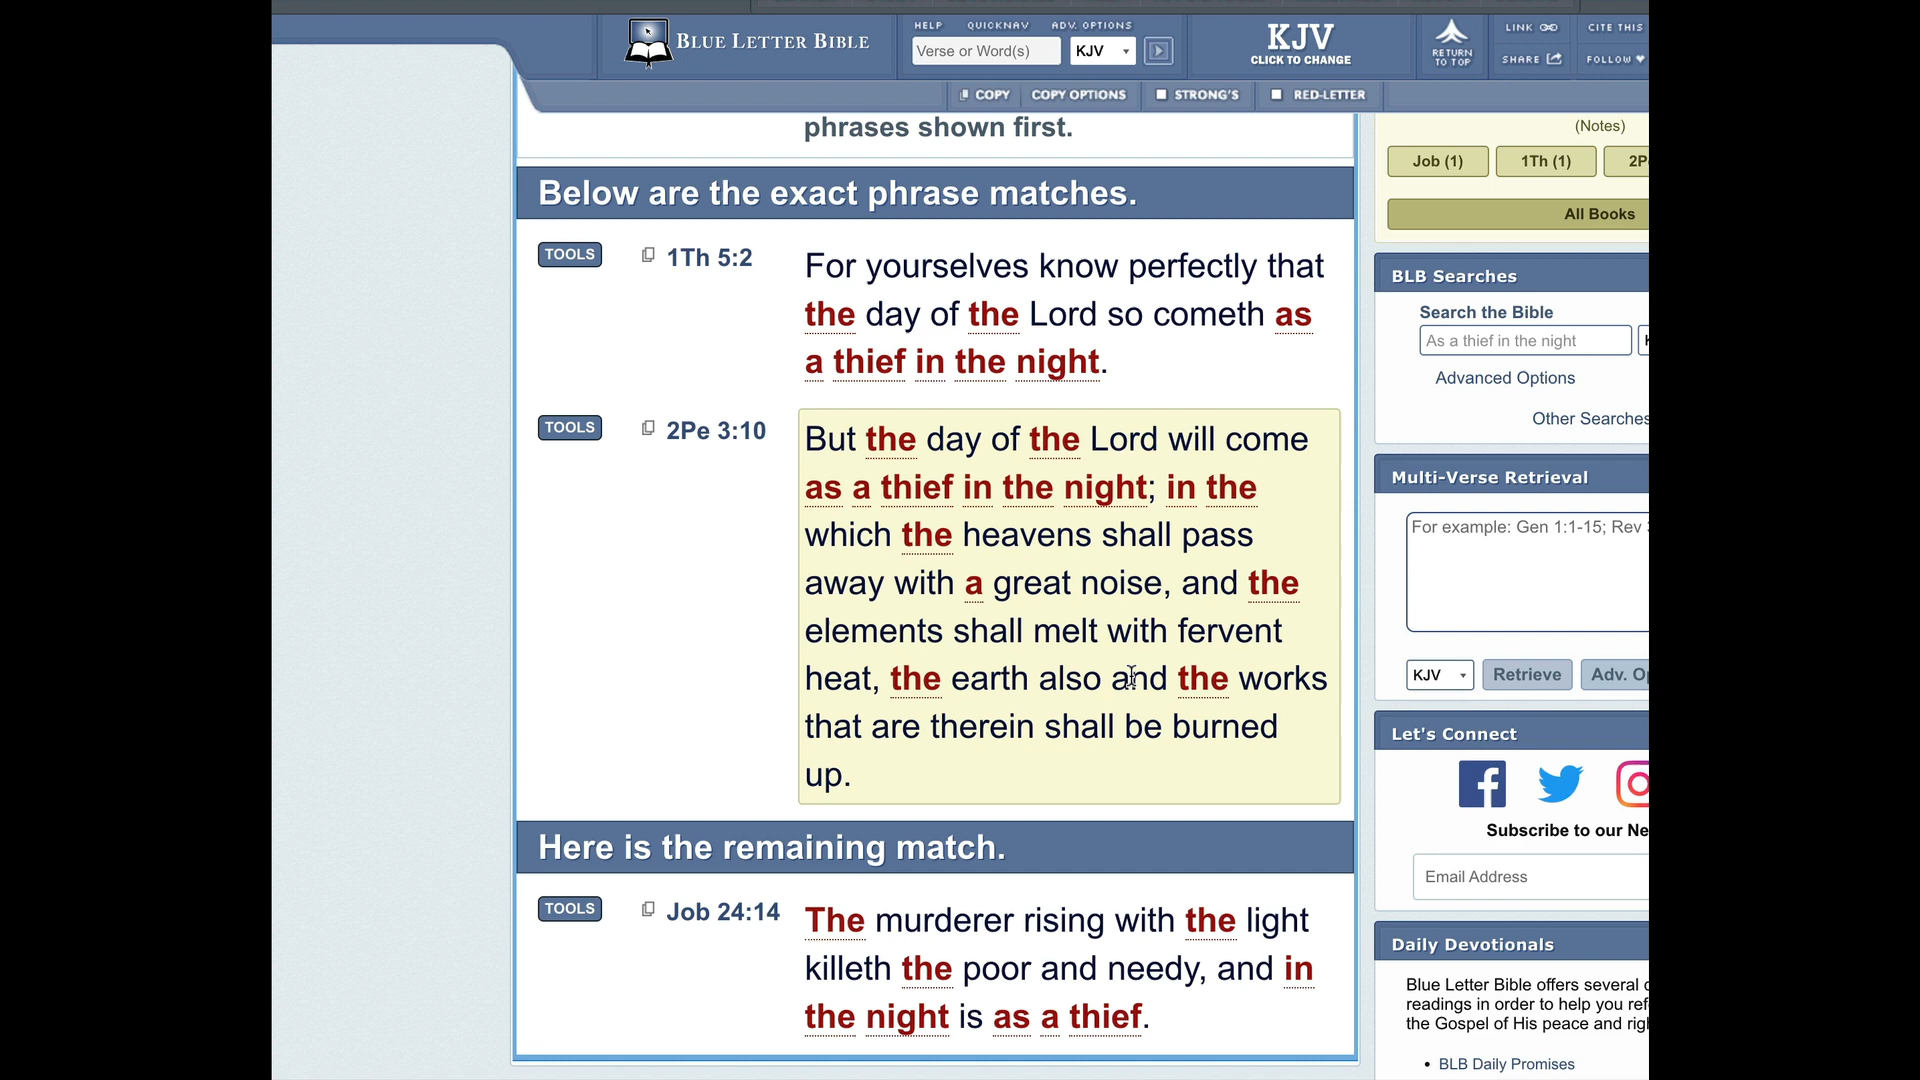 HELP QUICKNAV ADV. OPTIONS
BLUE LETTER BIBLE
Verse or Word(s)
KJV
KJV
CLICK TO CHANGE
RETURN
TO TOP
LINK
CITE THIS
SHARE
FOLLOW
COPY
COPY OPTIONS
STRONG'S
RED-LETTER
phrases shown first.
Below are the exact phrase matches.
TOOLS
1Th 5:2
For yourselves know perfectly that
the day of the Lord so cometh as
a thief in the night.
TOOLS
2Pe 3:10
But the day of the Lord will come
as a thief in the night; in the
which the heavens shall pass
away with a great noise, and the
elements shall melt with fervent
heat, the earth also and the works
that are therein shall be burned
up.
Here is the remaining match.
TOOLS
Job 24:14
The murderer rising with the light
killeth the poor and needy, and in
the night is as a thief.
(Notes)
Job (1)
1Th (1)
2P
All Books
BLB Searches
Search the Bible
As a thief in the night
Advanced Options
Other Searches
Multi-Verse Retrieval
For example: Gen 1:1-15; Rev
KJV
Retrieve
Adv. O
Let's Connect
Subscribe to our Ne
Email Address
Daily Devotionals
Blue Letter Bible offers several
readings in order to help you ref
the Gospel of His peace and rig
• BLB Daily Promises